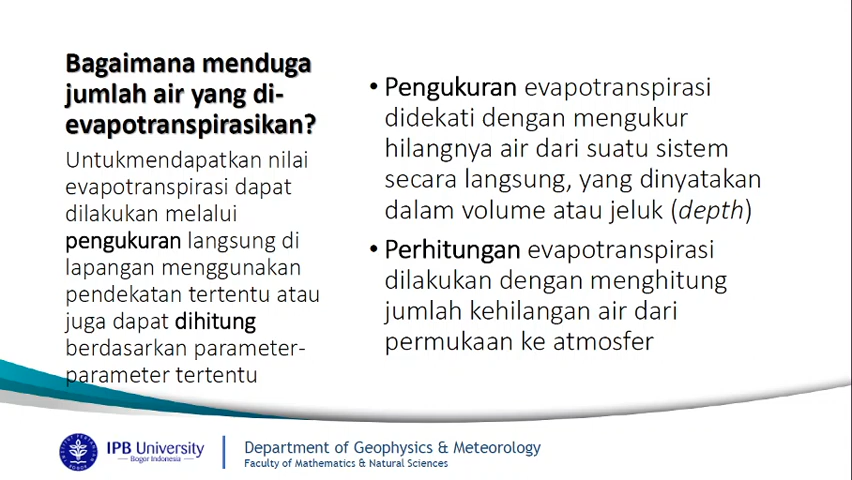 Bagaimana menduga
jumlah air yang di-
evapotranspirasikan?
Untukmendapatkan nilai
evapotranspirasi dapat
dilakukan melalui
pengukuran langsung di
lapangan menggunakan
pendekatan tertentu atau
juga dapat dihitung
berdasarkan parameter-
parameter tertentu
• Pengukuran evapotranspirasi
didekati dengan mengukur
hilangnya air dari suatu sistem
secara langsung, yang dinyatakan
dalam volume atau jeluk (depth)
• Perhitungan evapotranspirasi
dilakukan dengan menghitung
jumlah kehilangan air dari
permukaan ke atmosfer
IPB University
Bogor Indonesia
Department of Geophysics & Meteorology
Faculty of Mathematics & Natural Sciences